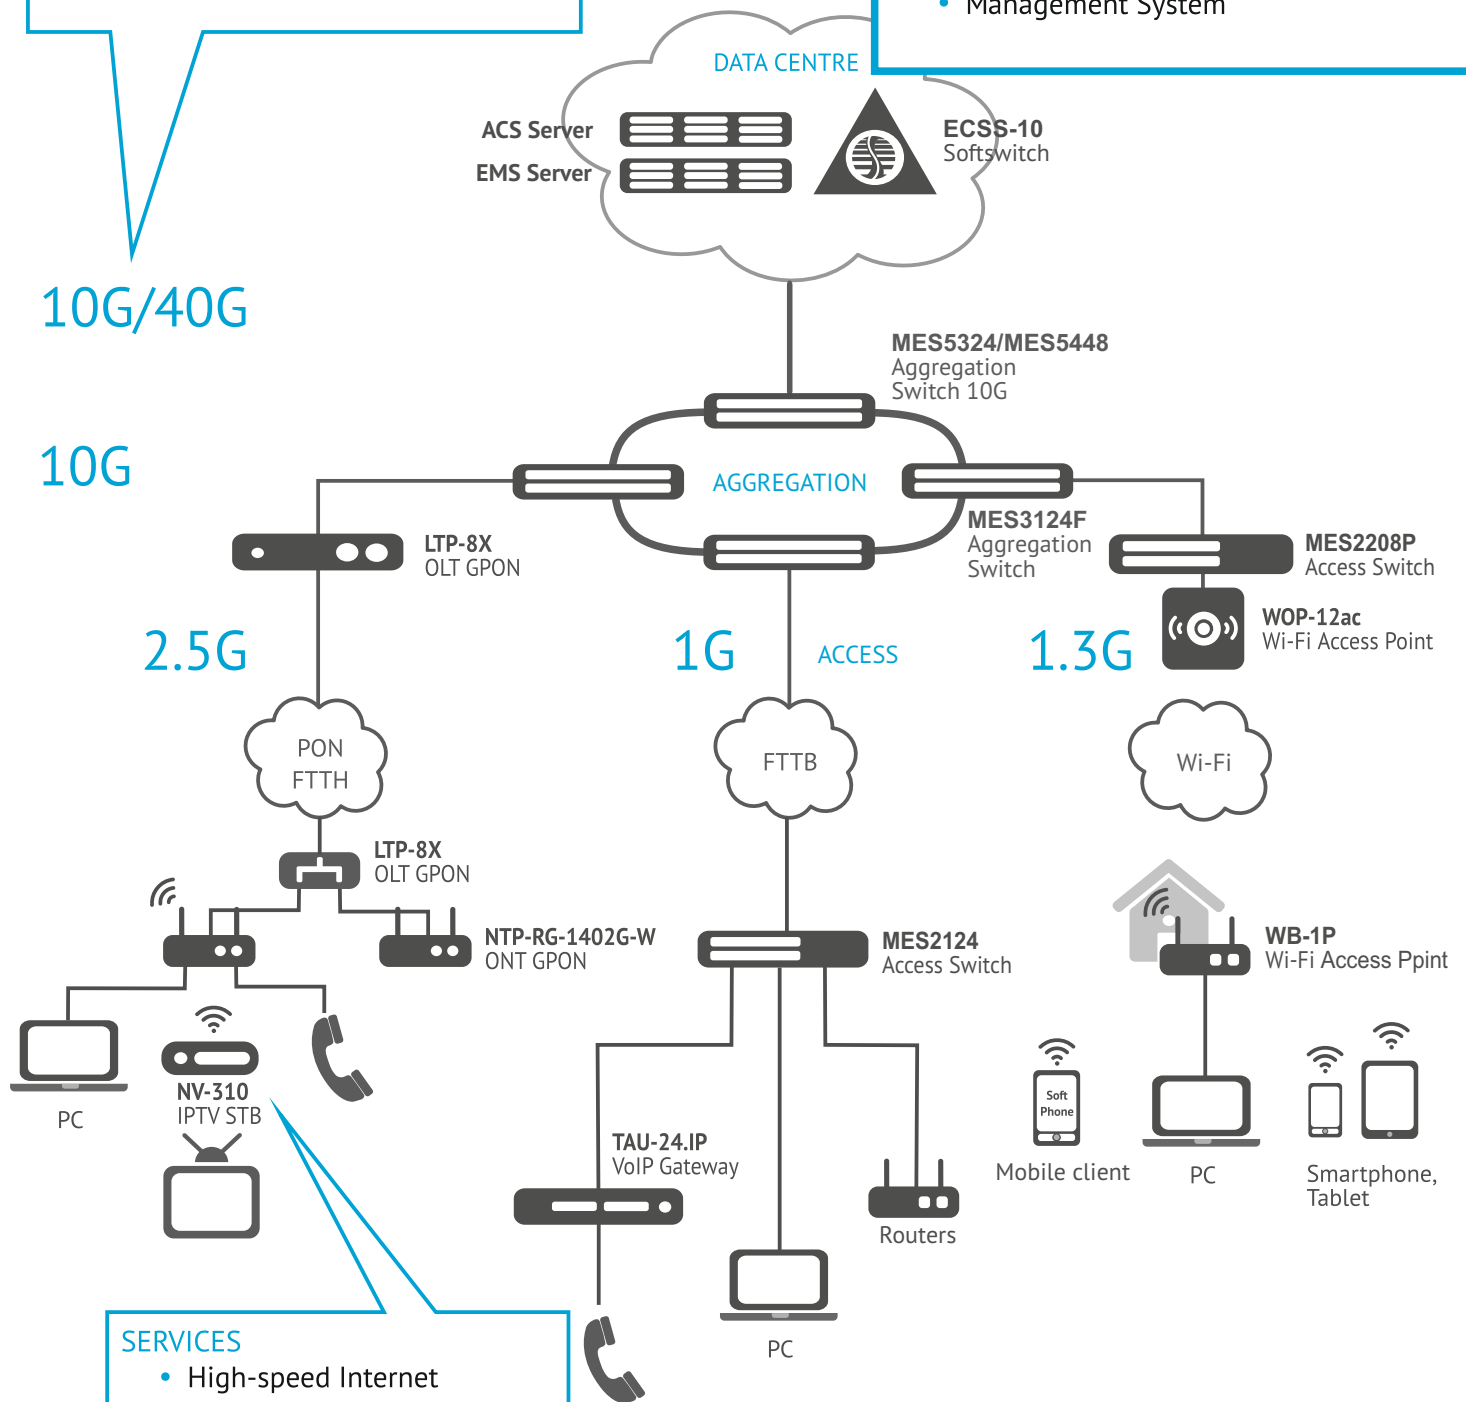 Management System
DATA CENTRE
ACS Server
EMS Server
ECSS-10
Softswitch
10G/40G
MES5324/MES5448
Aggregation
Switch 10G
10G
AGGREGATION
MES3124F
Aggregation
Switch
LTP-8X
OLT GPON
MES2208P
Access Switch
WOP-12ac
Wi-Fi Access Point
2.5G
1G
ACCESS
1.3G
PON
FTTH
FTTB
Wi-Fi
LTP-8X
OLT GPON
NTP-RG-1402G-W
ONT GPON
MES2124
Access Switch
WB-1P
Wi-Fi Access Ppint
PC
NV-310
IPTV STB
TAU-24.IP
VoIP Gateway
Routers
PC
Soft
Phone
Mobile client
PC
Smartphone,
Tablet
SERVICES
• High-speed Internet